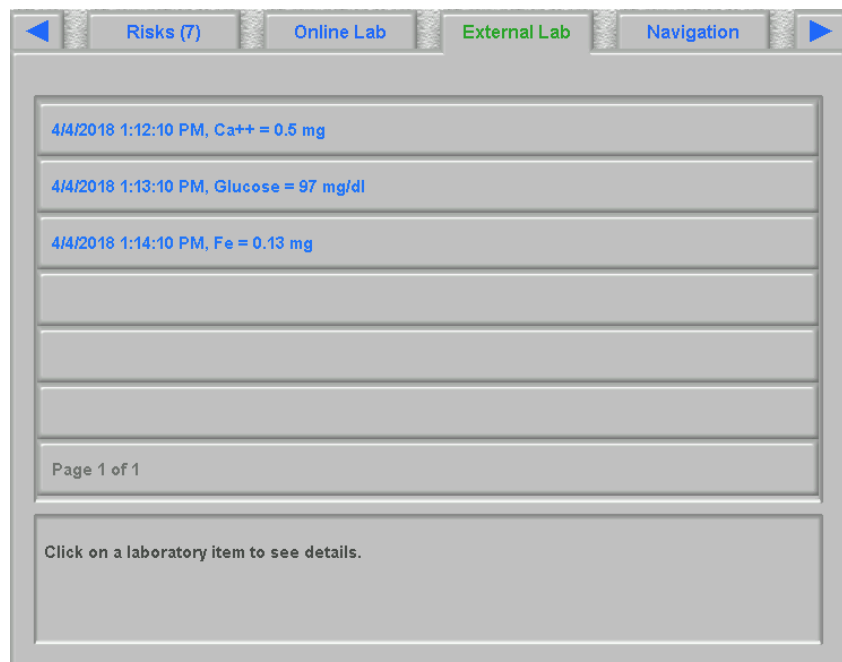 Risks (7) Online Lab External Lab Navigation
4/4/2018 1:12:10 PM, Ca++ = 0.5 mg
4/4/2018 1:13:10 PM, Glucose = 97 mg/dl
4/4/2018 1:14:10 PM, Fe = 0.13 mg
Page 1 of 1
Click on a laboratory item to see details.